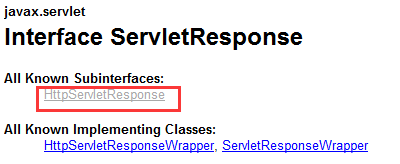 javax.servlet
Interface ServletResponse
All Known Subinterfaces:
HttpServletResponse
All Known Implementing Classes:
HttpServletResponseWrapper, ServletResponseWrapper